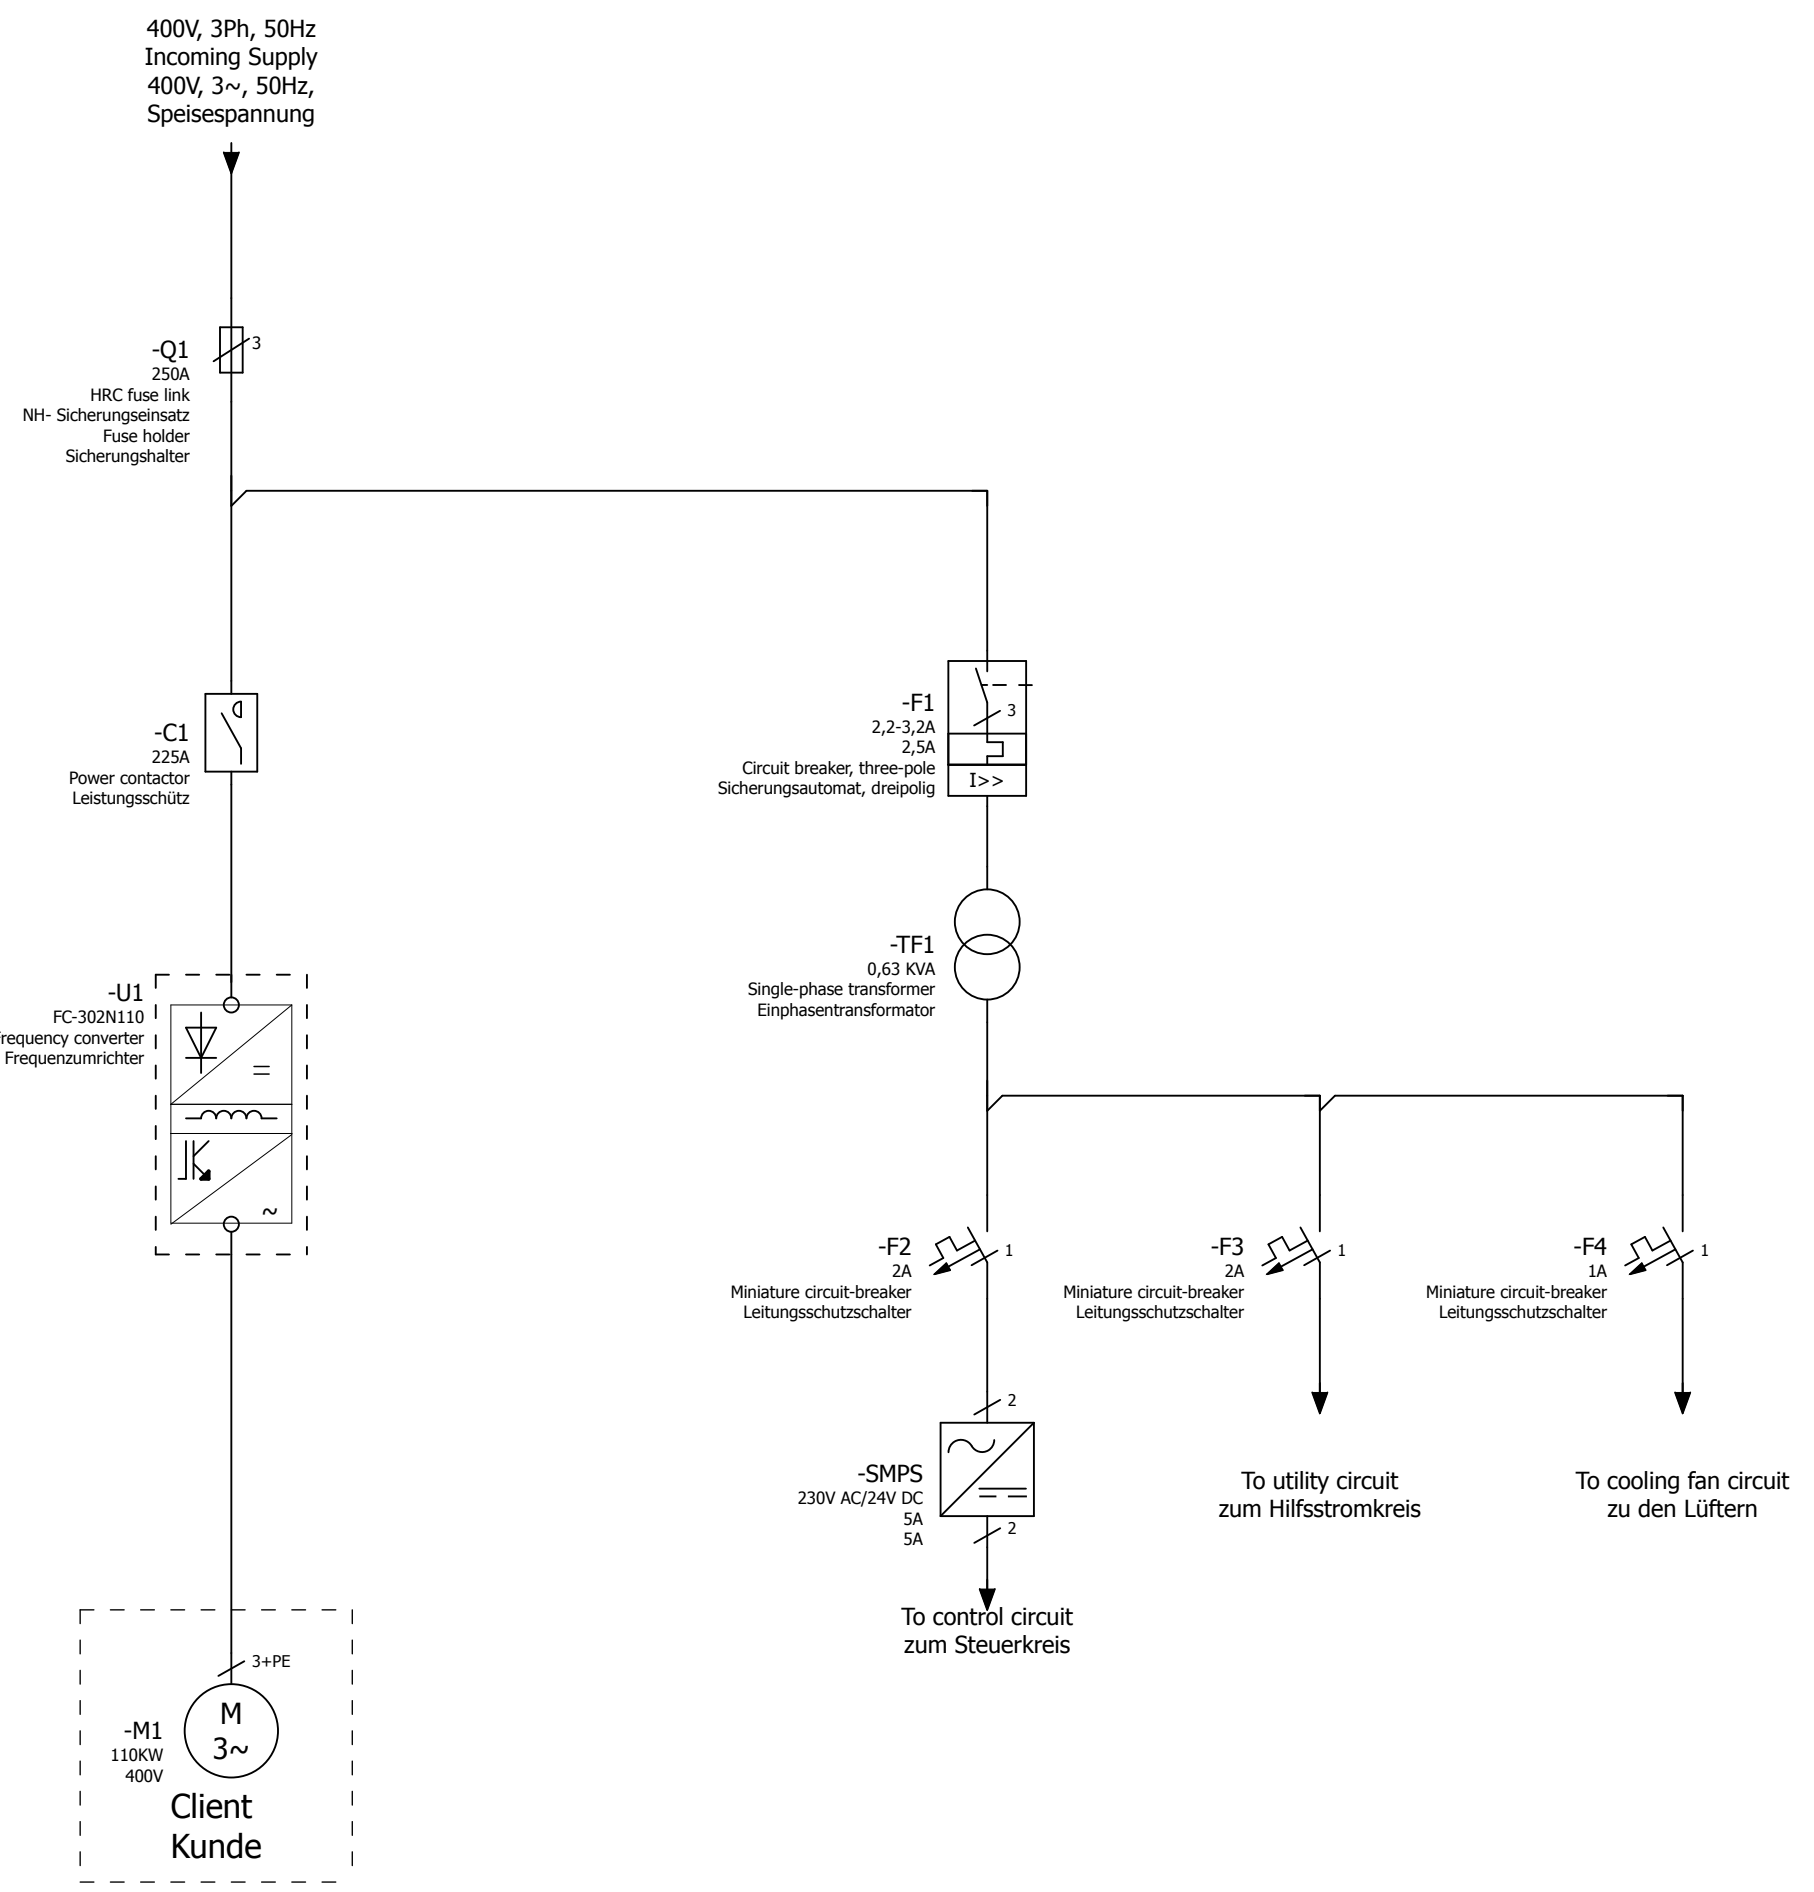 400V, 3Ph, 50Hz
Incoming Supply
400V, 3~, 50Hz,
Speisespannung
-Q1
250A
HRC fuse link
NH- Sicherungseinsatz
Fuse holder
Sicherungshalter
3
-C1
225A
Power contactor
Leistungsschütz
-F1
2,2-3,2A
2,5A
Circuit breaker, three-pole
Sicherungsautomat, dreipolig
3
I>>
-TF1
0,63 KVA
Single-phase transformer
Einphasentransformator
-U1
FC-302N110
requency converter
Frequenzumrichter
=
~
-F2
2A
Miniature circuit-breaker
Leitungsschutzschalter
1
-F3
2A
Miniature circuit-breaker
Leitungsschutzschalter
1
-F4
1A
Miniature circuit-breaker
Leitungsschutzschalter
1
2
-SMPS
230V AC/24V DC
5A
5A
2
To control circuit
zum Steuerkreis
To utility circuit
zum Hilfsstromkreis
To cooling fan circuit
zu den Lüftern
3+PE
-M1
110KW
400V
M
3~
Client
Kunde